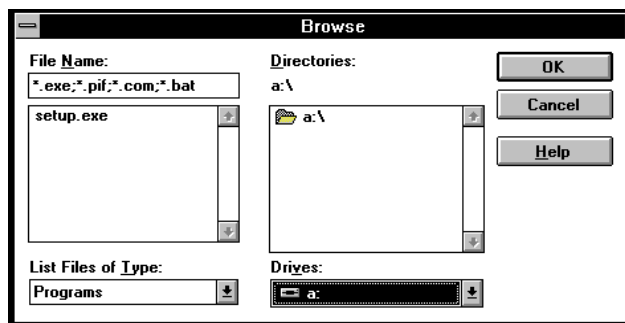 Browse
File Name:
*.exe;*.pif;*.com;*.bat
setup.exe
List Files of Type:
Programs
Directories:
a:\
a:\
Drives:
a:
OK
Cancel
Help